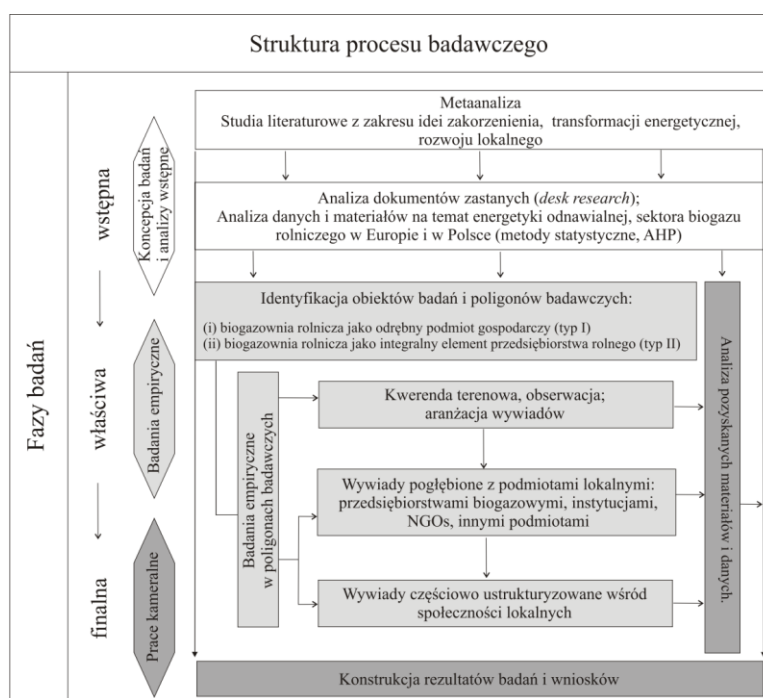 Struktura procesu badawczego
Fazy badań
wstępna
właściwa
finalna
Koncepcja badań
i analizy wstępne
Badania empiryczne
Prace kameralne
Metaanaliza
Studia literaturowe z zakresu idei zakorzenienia, transformacji energetycznej,
rozwoju lokalnego
Analiza dokumentów zastanych (desk research);
Analiza danych i materiałów na temat energetyki odnawialnej, sektora biogazu
rolniczego w Europie i w Polsce (metody statystyczne, AHP)
Identyfikacja obiektów badań i poligonów badawczych:
(i) biogazownia rolnicza jako odrębny podmiot gospodarczy (typ I)
(ii) biogazownia rolnicza jako integralny element przedsiębiorstwa rolnego (typ II)
Badania empiryczne
w poligonach badawczych
Kwerenda terenowa, obserwacja;
aranżacja wywiadów
Wywiady pogłębione z podmiotami lokalnymi:
przedsiębiorstwami biogazowymi, instytucjami,
NGOs, innymi podmiotami
Wywiady częściowo ustrukturyzowane wśród
społeczności lokalnych
Analiza pozyskanych materiałów i danych.
Konstrukcja rezultatów badań i wniosków